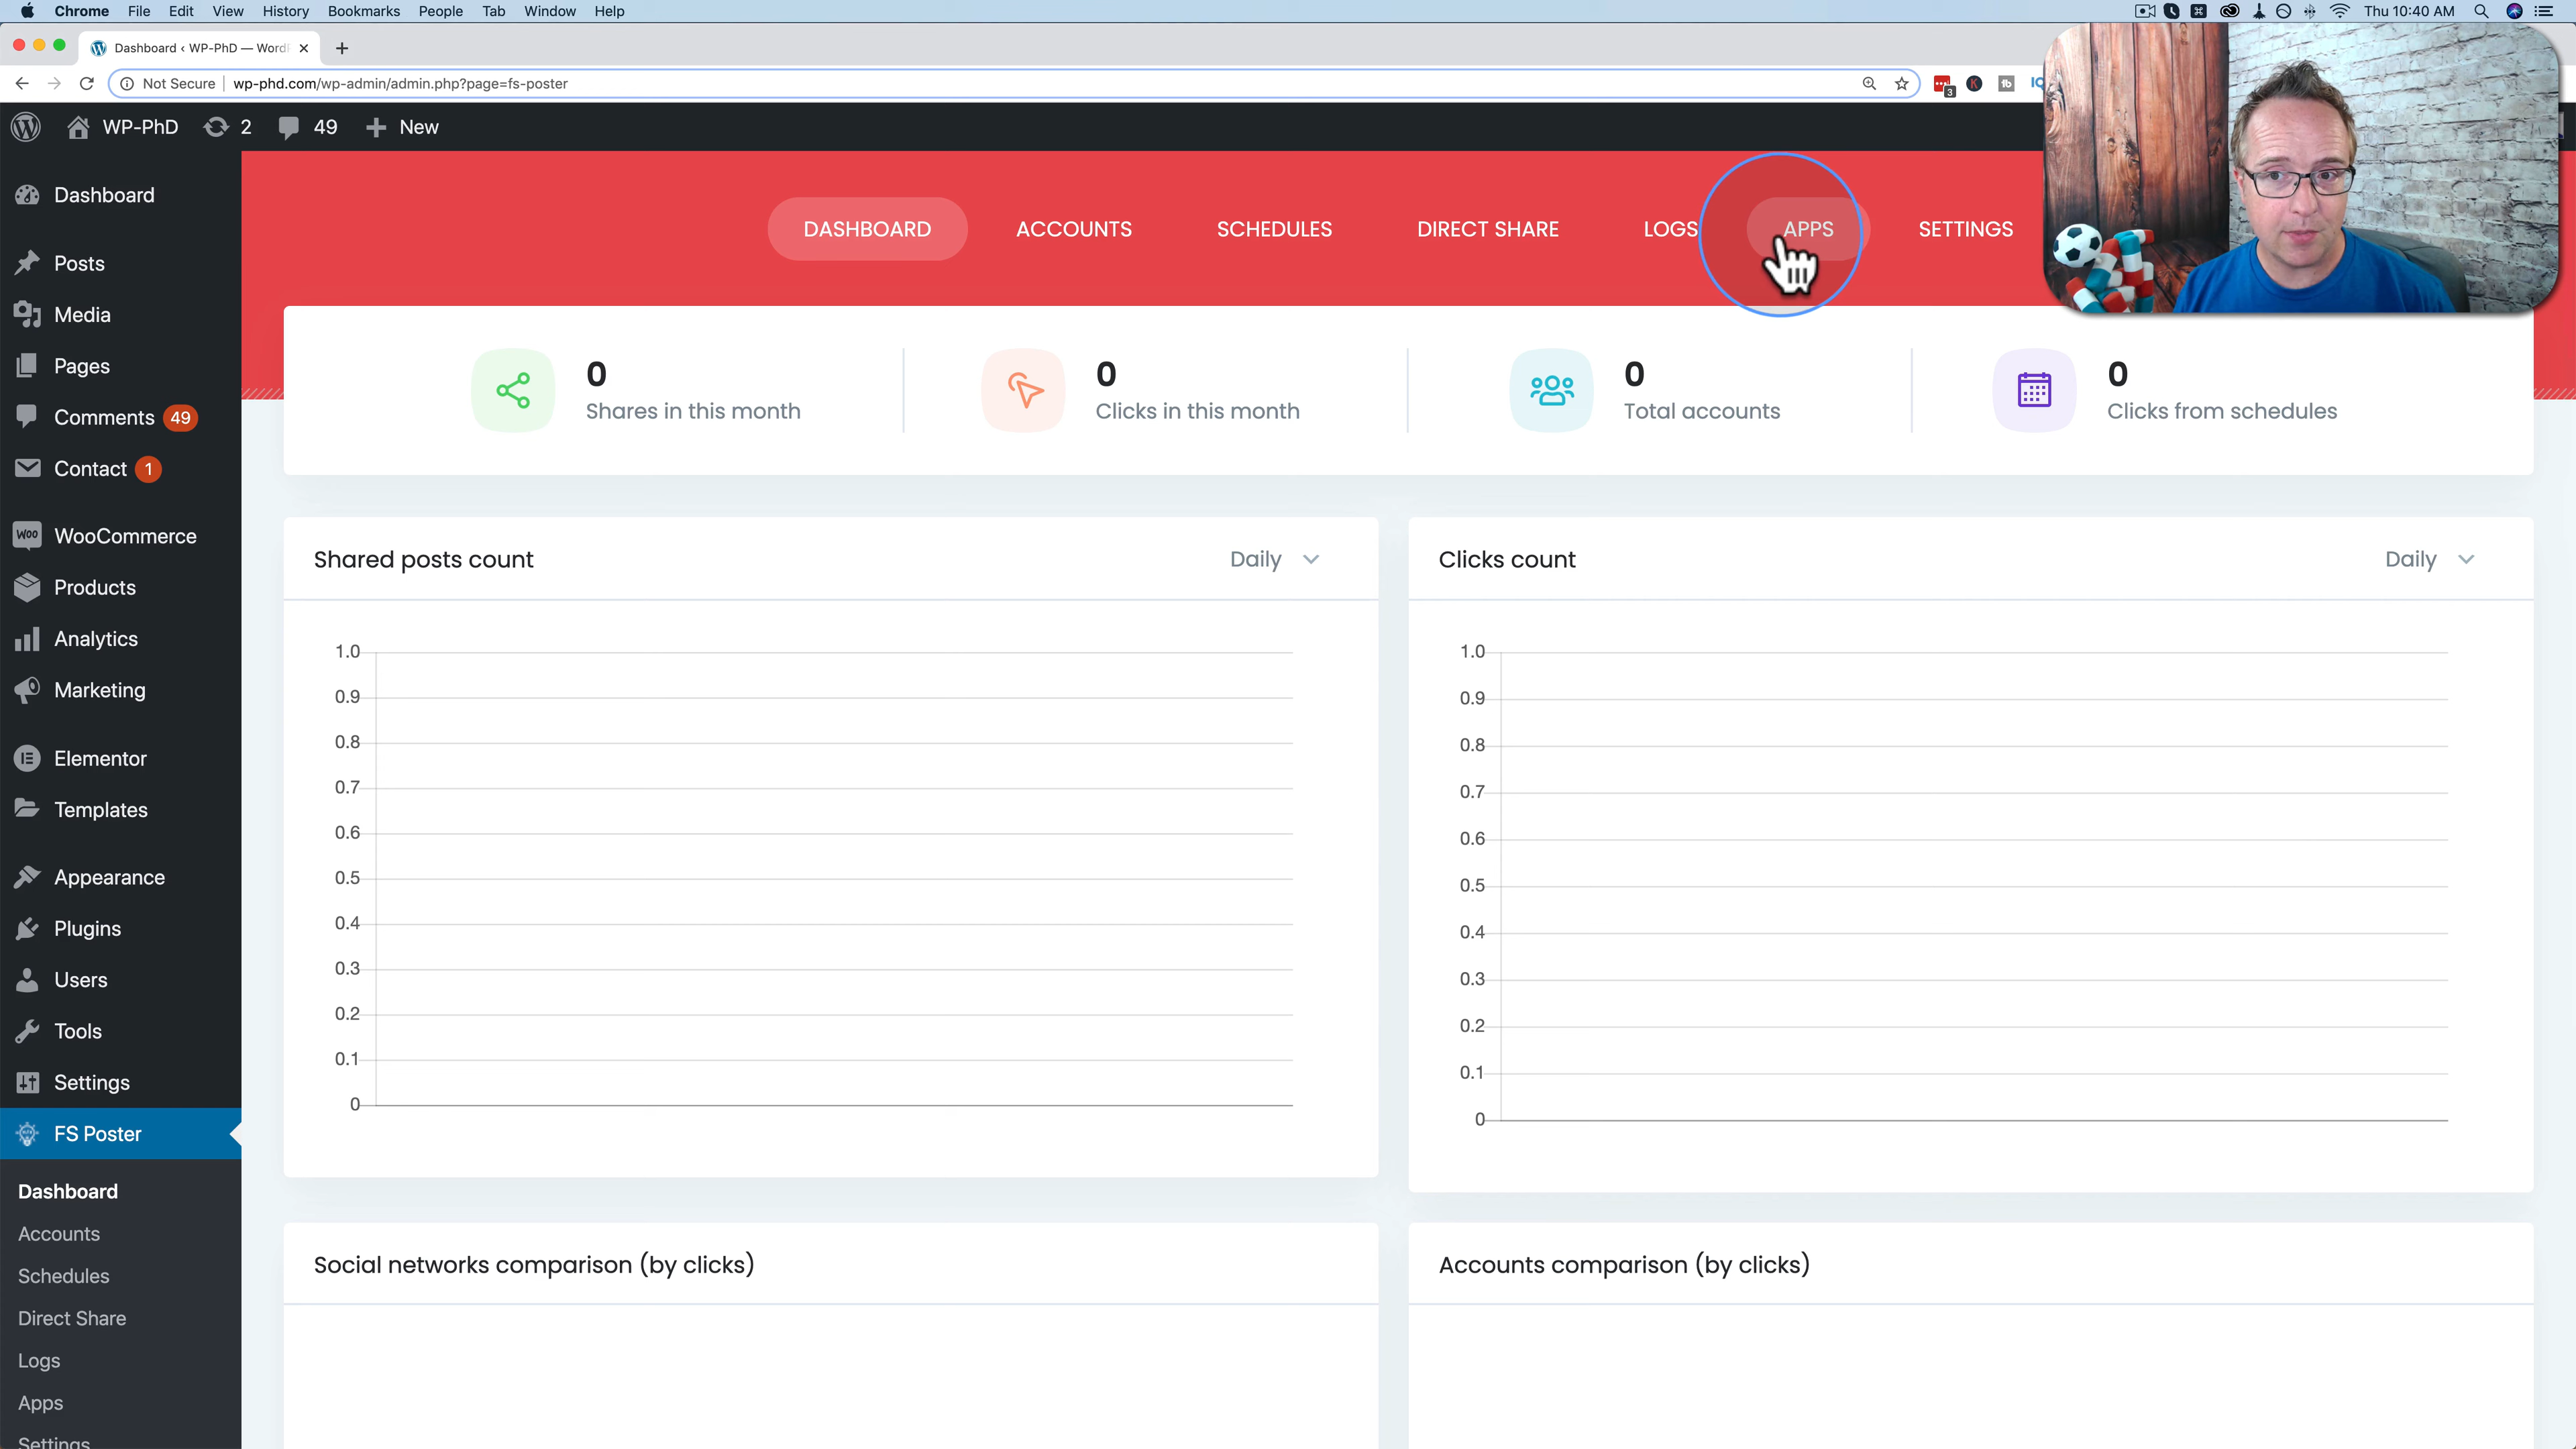 Chrome File Edit View History Bookmarks People Tab Window Help Thu 10:40 AM
Dashboard ‹ WP-PhD — Word
Not Secure wp-phd.com/wp-admin/admin.php?page=fs-poster 3 K tb IQ
WP-PhD 2 49 New
Dashboard
Posts
Media
Pages
Comments 49
Contact 1
Woo WooCommerce
Products
Analytics
Marketing
Elementor
Templates
Appearance
Plugins
Users
Tools
Settings
FS Poster
Dashboard
Accounts
Schedules
Direct Share
Logs
Apps
Settings
DASHBOARD ACCOUNTS SCHEDULES DIRECT SHARE LOGS APPS SETTINGS
0
Shares in this month
0
Clicks in this month
0
Total accounts
0
Clicks from schedules
Shared posts count Daily
1.0
0.9
0.8
0.7
0.6
0.5
0.4
0.3
0.2
0.1
0
Clicks count Daily
1.0
0.9
0.8
0.7
0.6
0.5
0.4
0.3
0.2
0.1
0
Social networks comparison (by clicks)
Accounts comparison (by clicks)